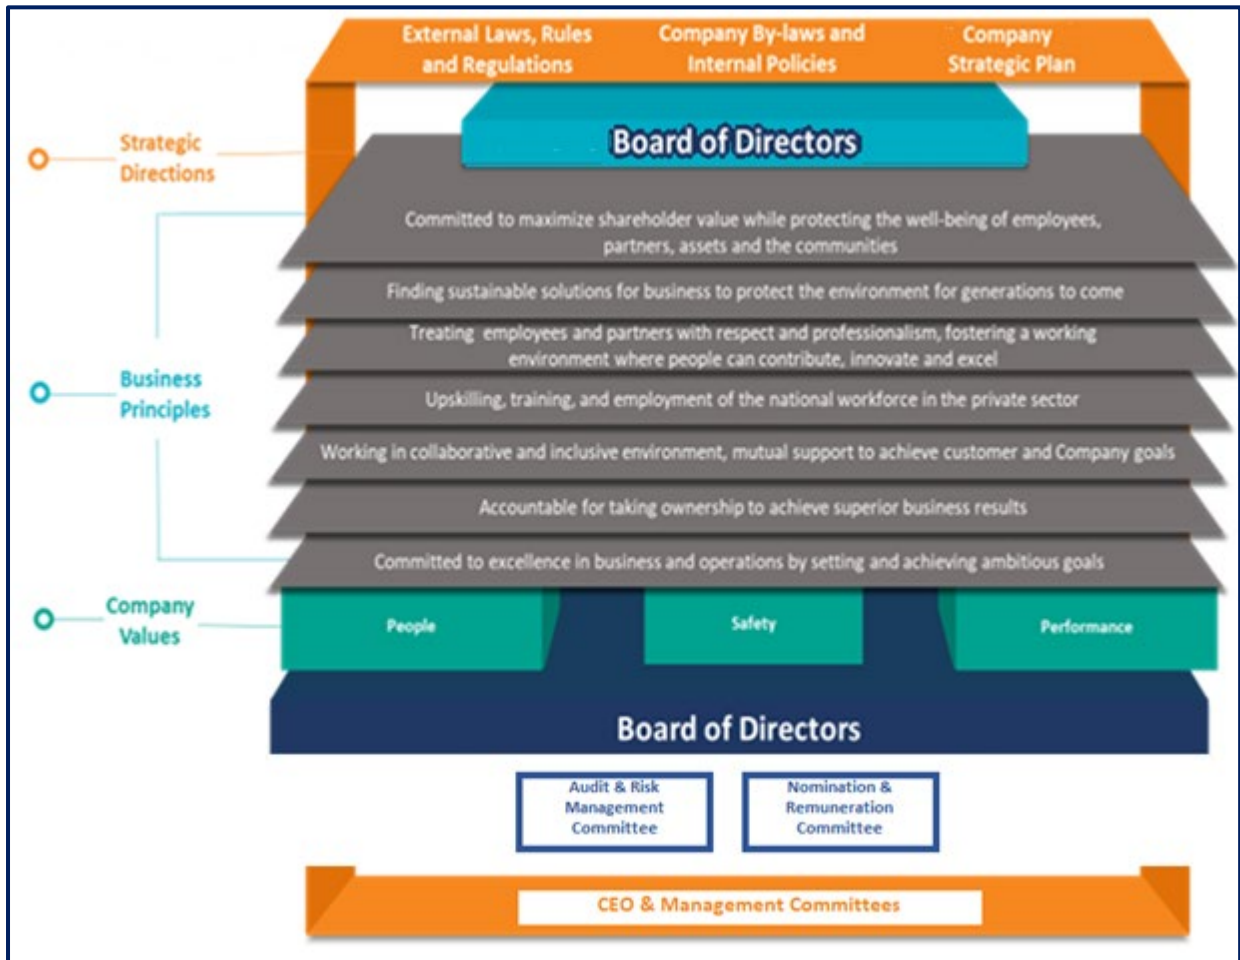 External Laws, Rules
and Regulations
Company By-laws and
Internal Policies
Company
Strategic Plan
Board of Directors
Strategic
Directions
Committed to maximize shareholder value while protecting the well-being of employees,
partners, assets and the communities
Finding sustainable solutions for business to protect the environment for generations to come
Treating employees and partners with respect and professionalism, fostering a working
environment where people can contribute, innovate and excel
Business
Principles
Upskilling, training, and employment of the national workforce in the private sector
Working in collaborative and inclusive environment, mutual support to achieve customer and Company goals
Accountable for taking ownership to achieve superior business results
Committed to excellence in business and operations by setting and achieving ambitious goals
Company
Values
People
Safety
Performance
Board of Directors
Audit & Risk
Management
Committee
Nomination &
Remuneration
Committee
CEO & Management Committees